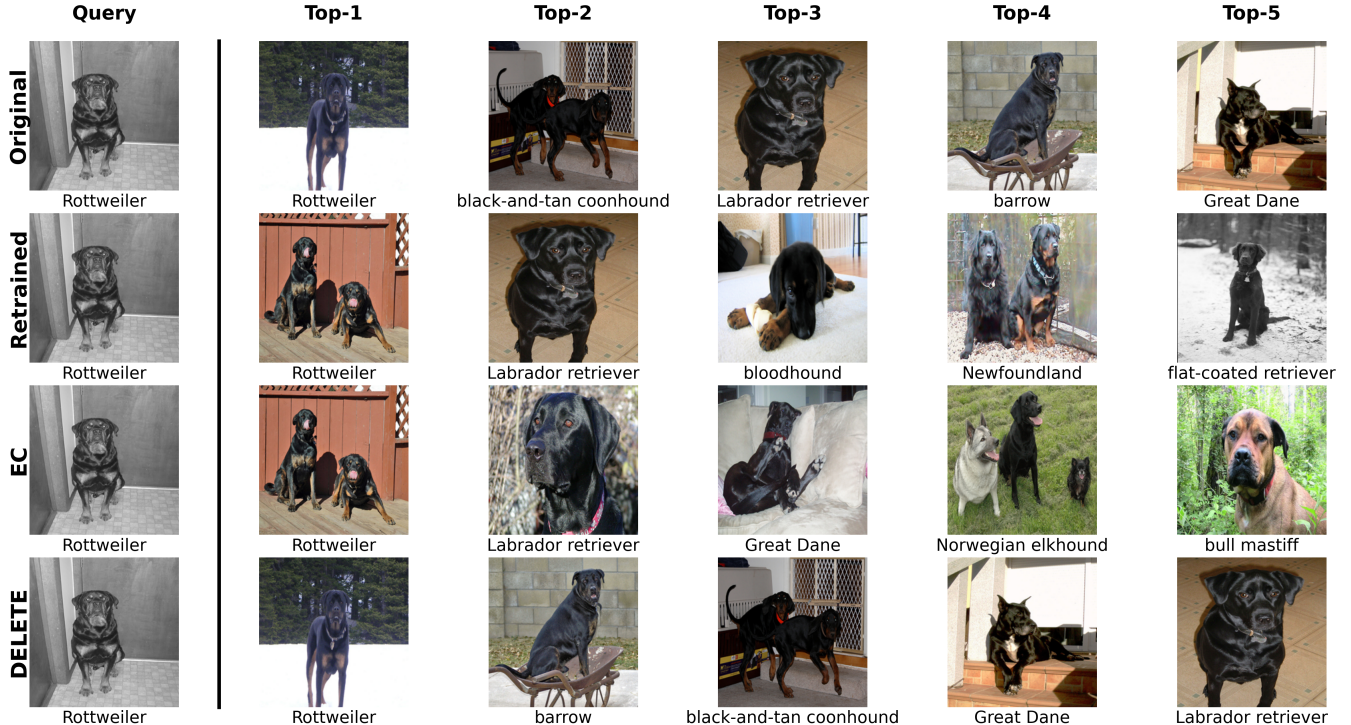 Query Top-1 Top-2 Top-3 Top-4 Top-5
Original
Rottweiler Rottweiler black-and-tan coonhound Labrador retriever barrow Great Dane
Retrained
Rottweiler Rottweiler Labrador retriever bloodhound Newfoundland flat-coated retriever
EC
Rottweiler Rottweiler Labrador retriever Great Dane Norwegian elkhound bull mastiff
DELETE
Rottweiler Rottweiler barrow black-and-tan coonhound Great Dane Labrador retriever